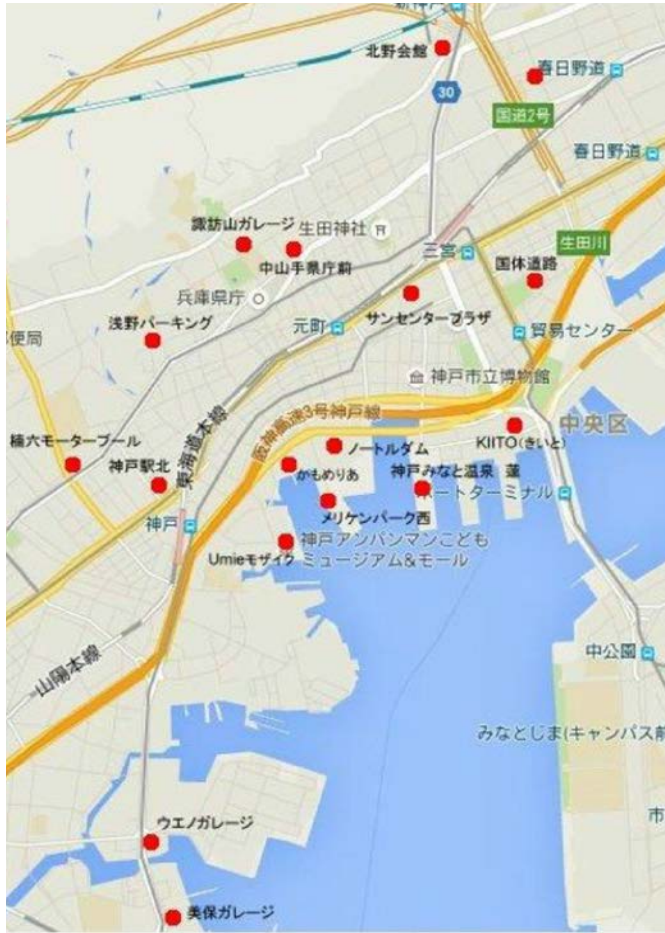 新神戸
北野会館
春日野道
30
国道2号
春日野道
諏訪山ガレージ
生田神社
生田川
中山手県庁前
三宮
国体道路
兵庫県庁
サンセンタープラザ
浅野パーキング
元町
貿易センター
便局
神戸市立博物館
阪神高速3号神戸線
東海道本線
中央区
KIITO(きいと)
楠六モータープール
ノートルダム
神戸駅北
かもめりあ
神戸みなと温泉 蓮
ポートターミナル
メリケンパーク西
神戸
神戸アンパンマンこども
Umieモザイク
ミュージアム&モール
山陽本線
中公園
みなとじま(キャンパス前
市
ウエノガレージ
美保ガレージ